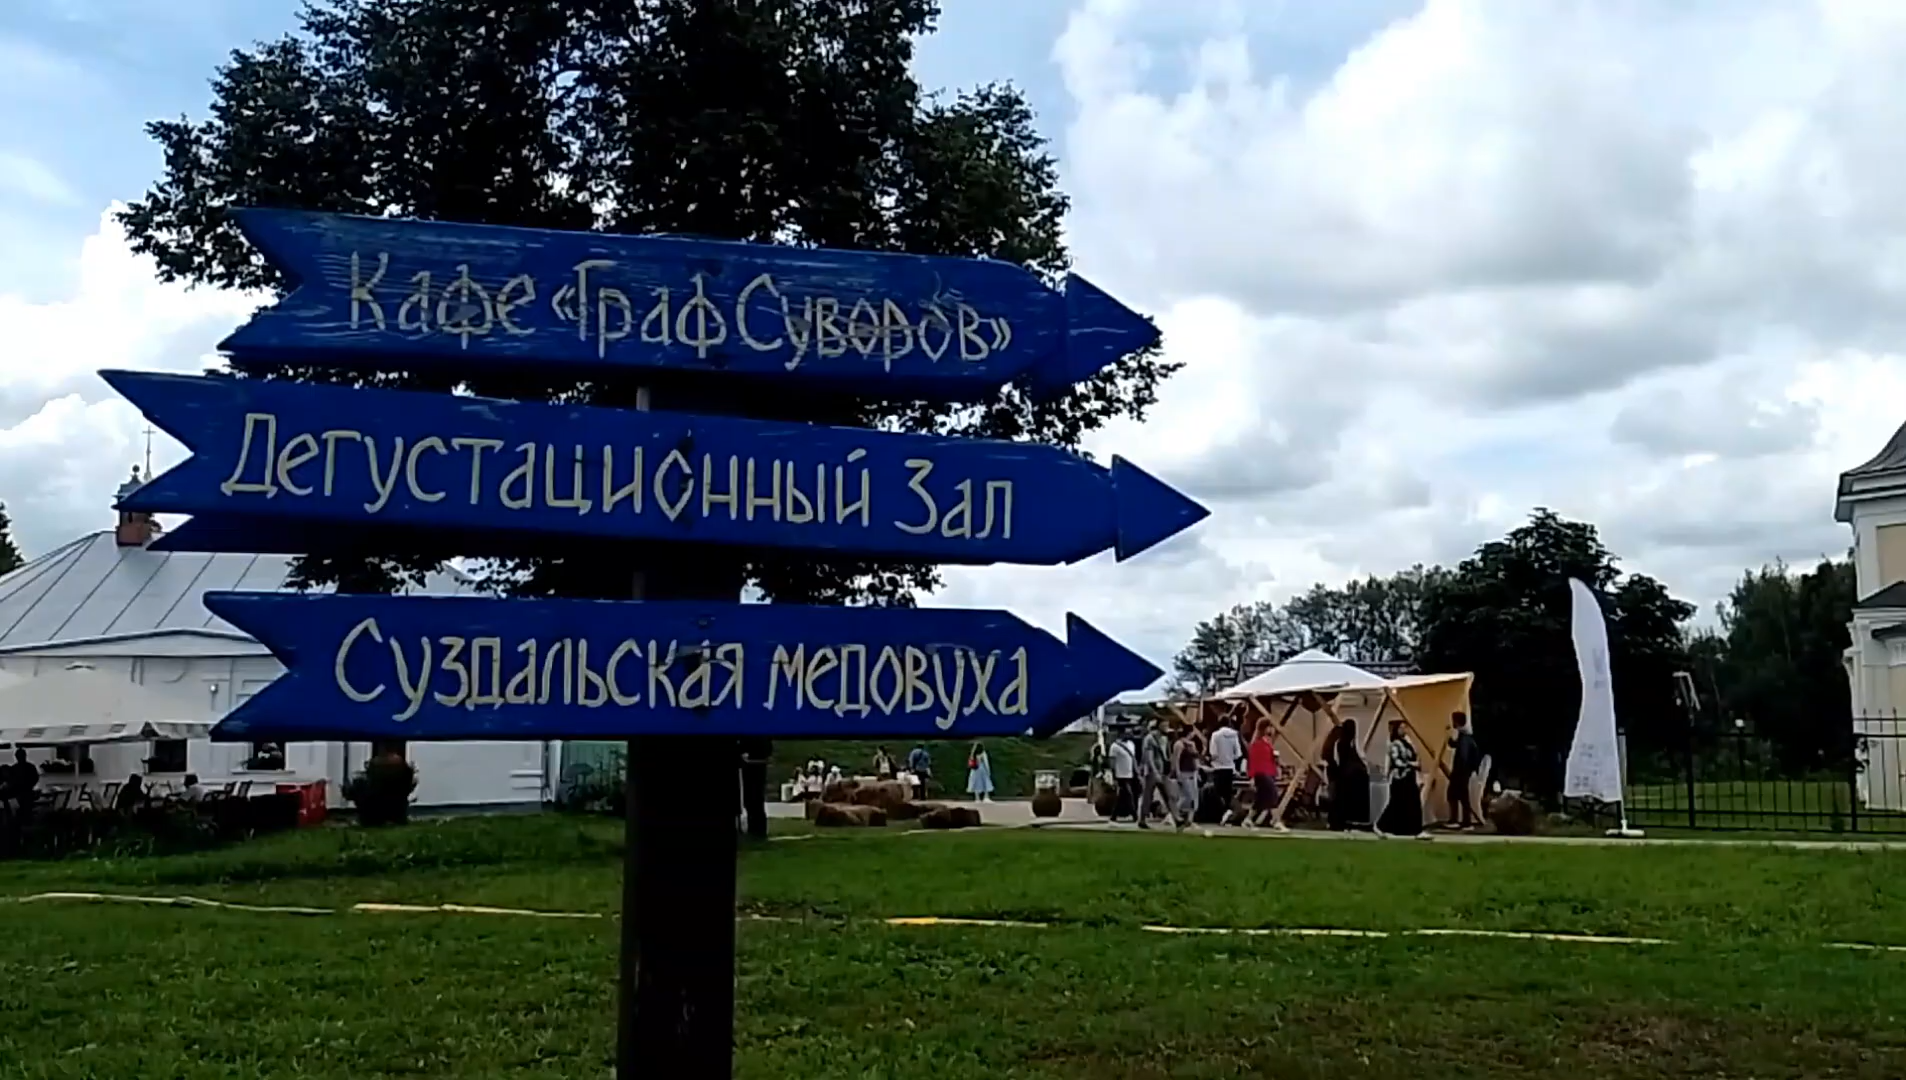 Кафе «Граф Суворов»
Дегустационный Зал
Суздальская медовуха